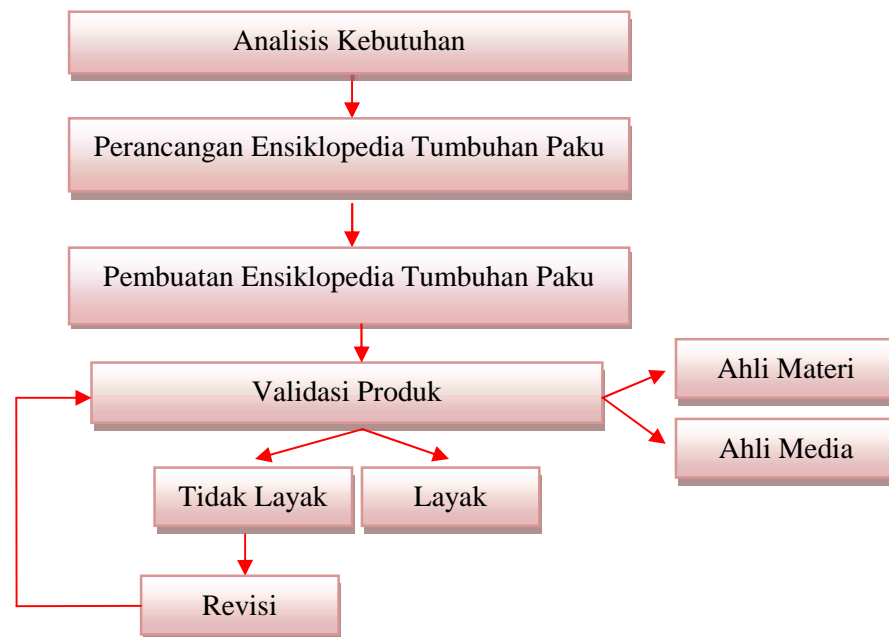 Analisis Kebutuhan
Perancangan Ensiklopedia Tumbuhan Paku
Pembuatan Ensiklopedia Tumbuhan Paku
Validasi Produk
Ahli Materi
Ahli Media
Tidak Layak
Layak
Revisi